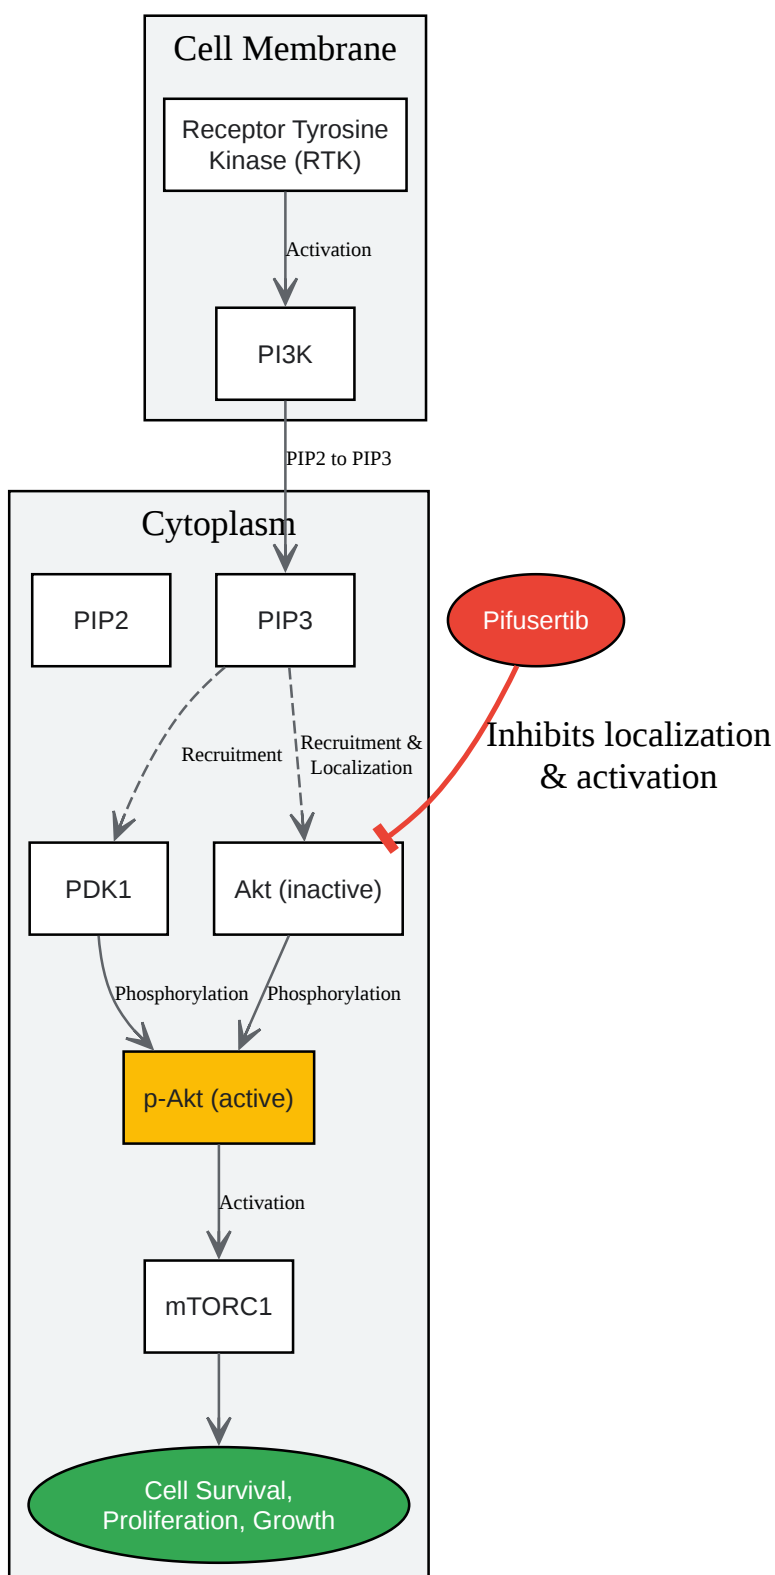 Cell Membrane
Receptor Tyrosine
Kinase (RTK)
Activation
PI3K
PIP2 to PIP3
Cytoplasm
PIP2
PIP3
Pifusertib
Inhibits localization
& activation
Recruitment
Recruitment &
Localization
PDK1
Akt (inactive)
Phosphorylation
Phosphorylation
p-Akt (active)
Activation
mTORC1
Cell Survival,
Proliferation, Growth